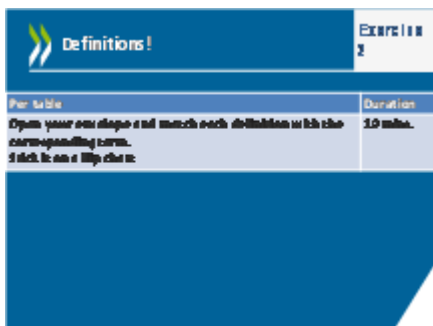 Definitions!
Exercise
2
Per table
Duration
Open your envelope and match each definition with the
corresponding term.
Stick it on a flip chart
10 mins.